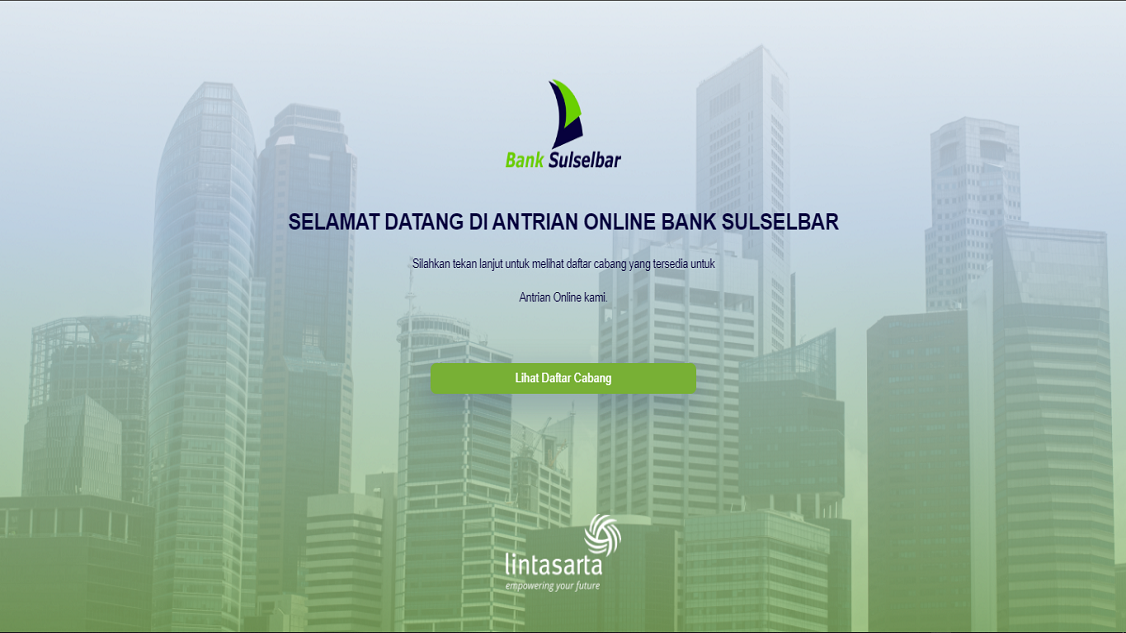 Bank Sulselbar
SELAMAT DATANG DI ANTRIAN ONLINE BANK SULSELBAR
Silahkan tekan lanjut untuk melihat daftar cabang yang tersedia untuk
Antrian Online kami.
Lihat Daftar Cabang
lintasarta
empowering your future